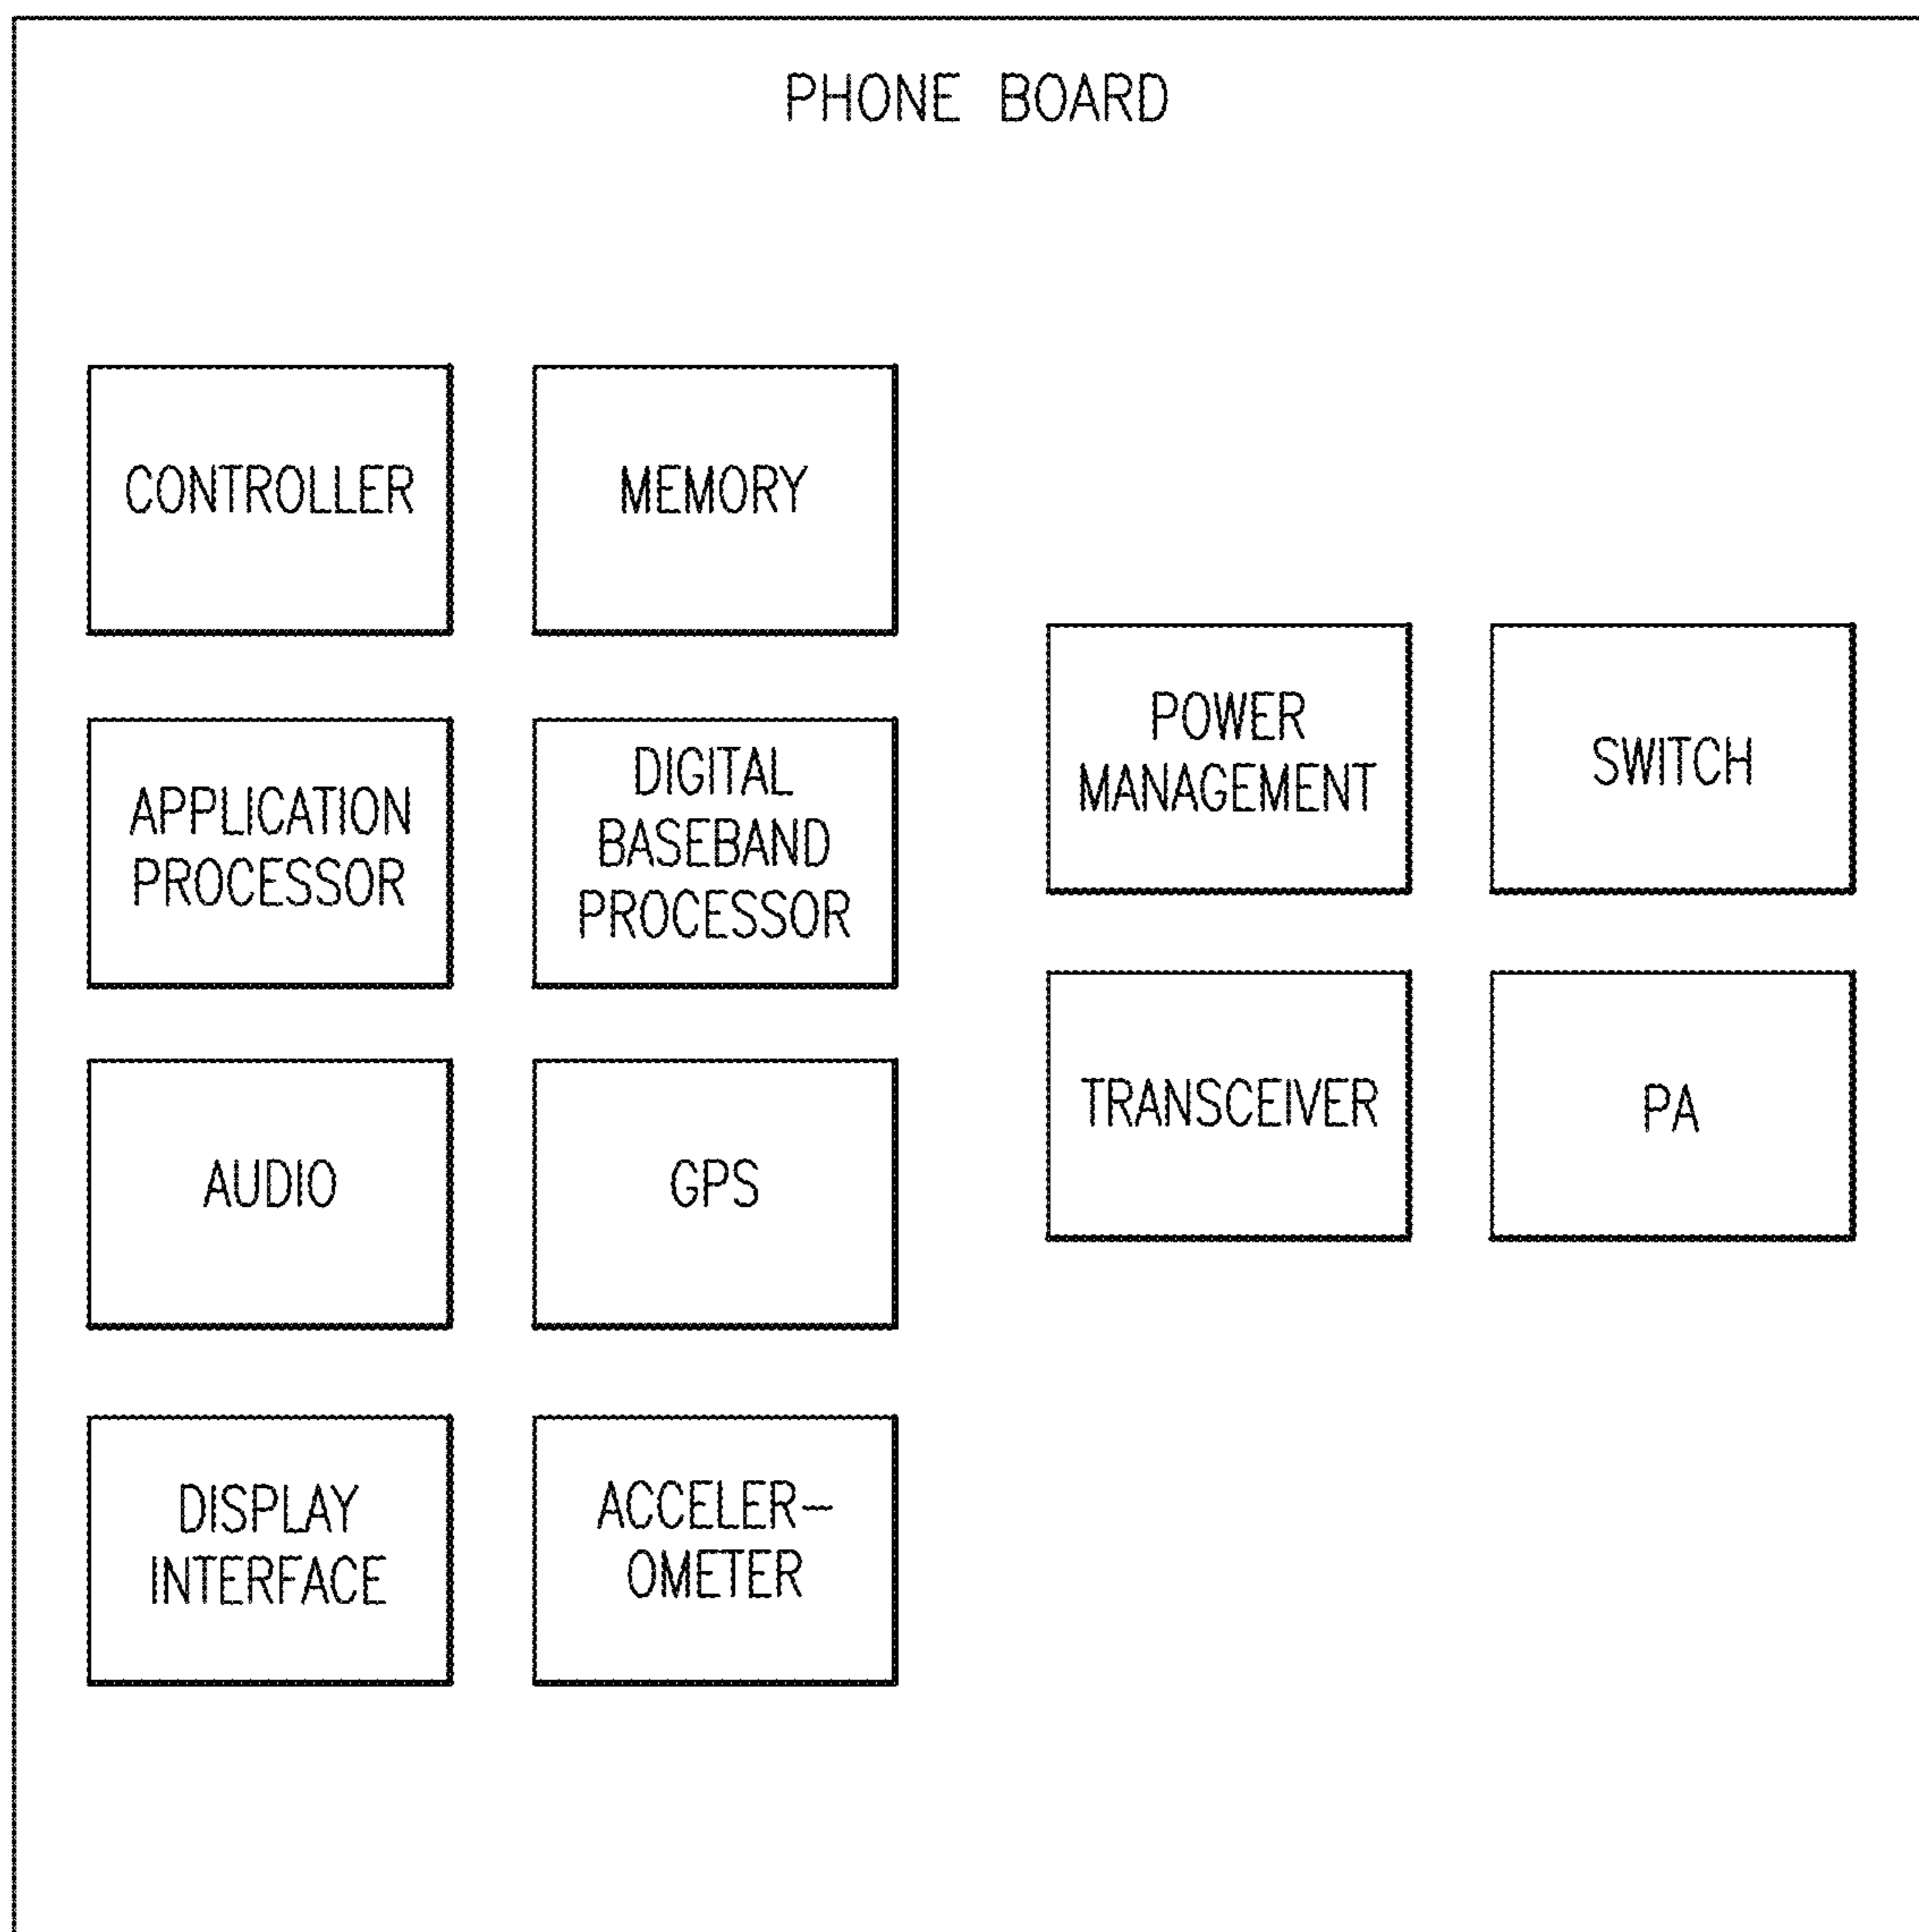 PHONE BOARD
CONTROLLER
MEMORY
APPLICATION
PROCESSOR
DIGITAL
BASEBAND
PROCESSOR
AUDIO
GPS
DISPLAY
INTERFACE
ACCELER-
OMETER
POWER
MANAGEMENT
SWITCH
TRANSCEIVER
PA